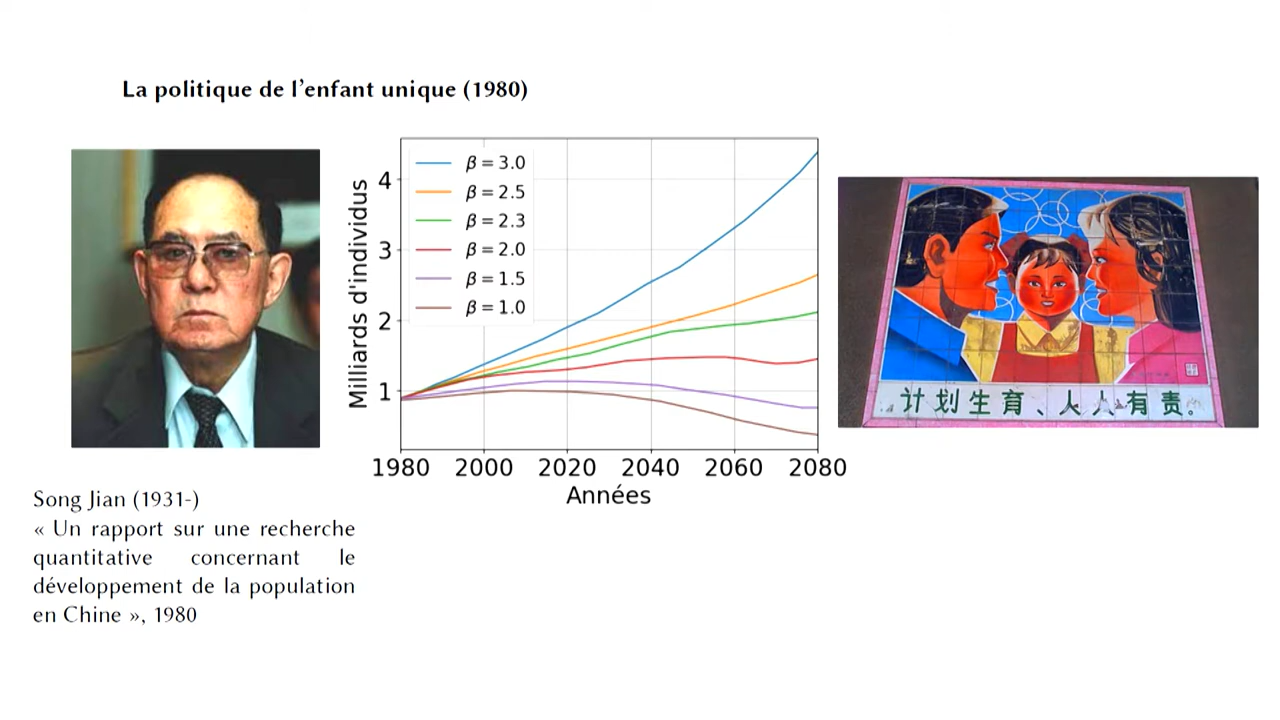 La politique de l'enfant unique (1980)
Milliards d'individus
4
3
2
1
β = 3.0
β = 2.5
β = 2.3
β = 2.0
β = 1.5
β = 1.0
1980 2000 2020 2040 2060 2080
Années
计划生育、人人有责。
Song Jian (1931-)
« Un rapport sur une recherche
quantitative concernant le
développement de la population
en Chine », 1980